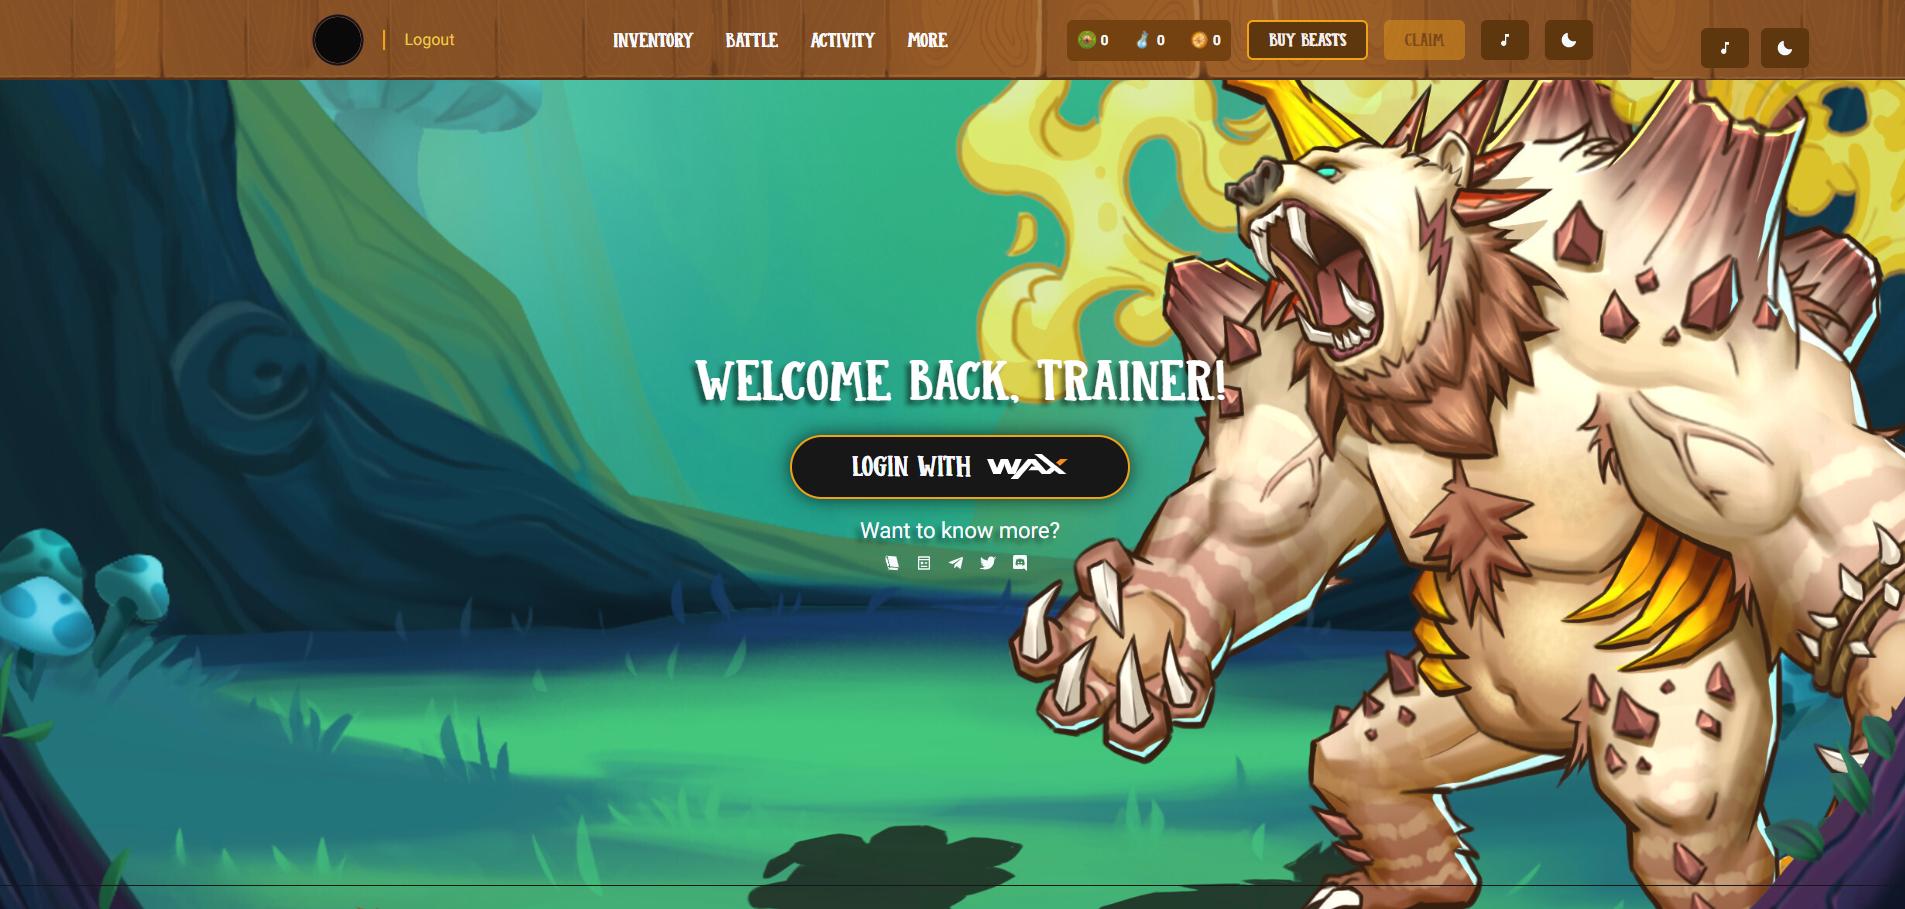 Logout
INVENTORY BATTLE ACTIVITY MORE
0 0 0
BUY BEASTS
CLAIM
WELCOME BACK, TRAINER!
LOGIN WITH WAX
Want to know more?